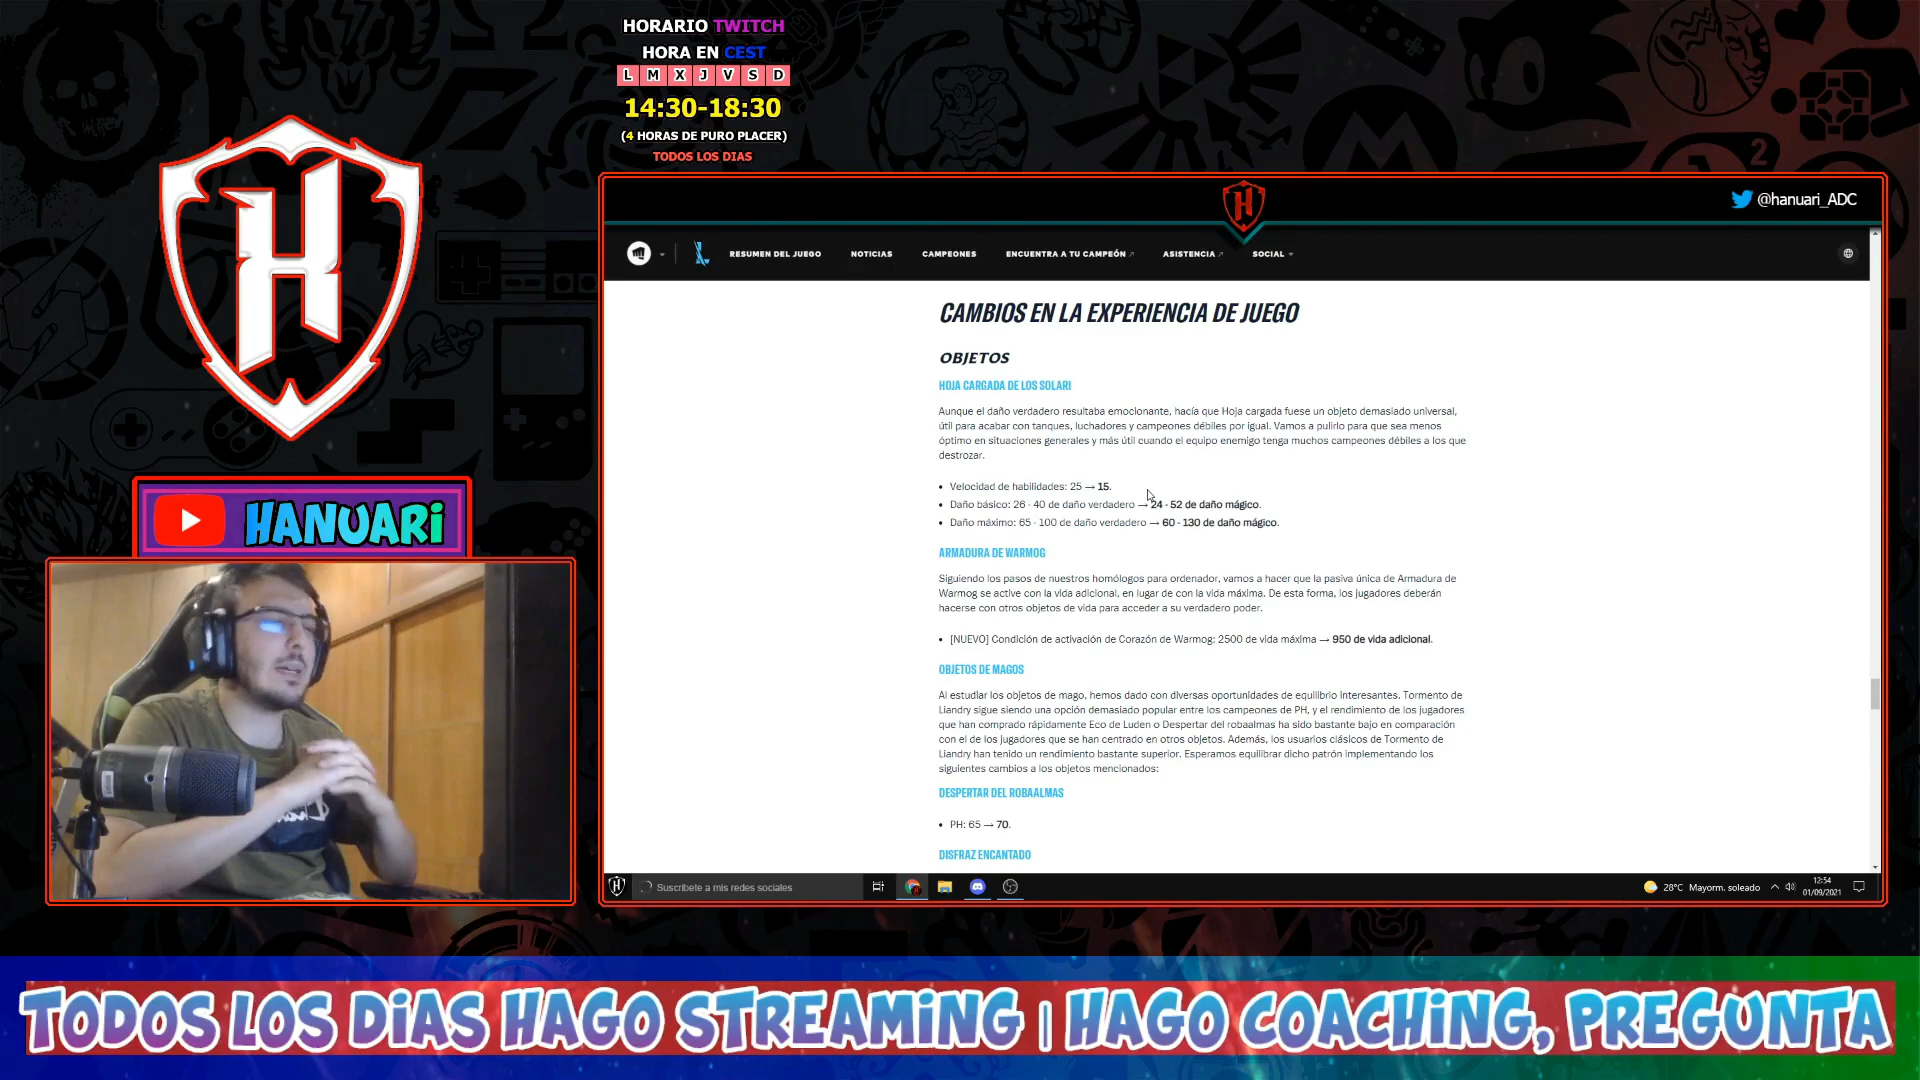 HORARIO TWITCH
HORA EN CEST
L M X J V S D
14:30-18:30
(4 HORAS DE PURO PLACER)
TODOS LOS DIAS
H
HANUARi
H
@hanuari_ADC
RESUMEN DEL JUEGO NOTICIAS CAMPEONES ENCUENTRA A TU CAMPEÓN ASISTENCIA SOCIAL
CAMBIOS EN LA EXPERIENCIA DE JUEGO
OBJETOS
HOJA CARGADA DE LOS SOLARI
Aunque el daño verdadero resultaba emocionante, hacía que Hoja cargada fuese un objeto demasiado universal,
útil para acabar con tanques, luchadores y campeones débiles por igual. Vamos a pulirlo para que sea menos
óptimo en situaciones generales y más útil cuando el equipo enemigo tenga muchos campeones débiles a los que
destrozar.
• Velocidad de habilidades: 25 → 15.
• Daño básico: 26 - 40 de daño verdadero → 24 - 52 de daño mágico.
• Daño máximo: 65 - 100 de daño verdadero → 60 - 130 de daño mágico.
ARMADURA DE WARMOG
Siguiendo los pasos de nuestros homólogos para ordenador, vamos a hacer que la pasiva única de Armadura de
Warmog se active con la vida adicional, en lugar de con la vida máxima. De esta forma, los jugadores deberán
hacerse con otros objetos de vida para acceder a su verdadero poder.
• [NUEVO] Condición de activación de Corazón de Warmog: 2500 de vida máxima → 950 de vida adicional.
OBJETOS DE MAGOS
Al estudiar los objetos de mago, hemos dado con diversas oportunidades de equilibrio interesantes. Tormento de
Liandry sigue siendo una opción demasiado popular entre los campeones de PH, y el rendimiento de los jugadores
que han comprado rápidamente Eco de Luden o Despertar del robaalmas ha sido bastante bajo en comparación
con el de los jugadores que se han centrado en otros objetos. Además, los usuarios clásicos de Tormento de
Liandry han tenido un rendimiento bastante superior. Esperamos equilibrar dicho patrón implementando los
siguientes cambios a los objetos mencionados:
DESPERTAR DEL ROBAALMAS
• PH: 65 → 70.
DISFRAZ ENCANTADO
H Suscribete a mis redes sociales 28°C Mayorm. soleado 12:54
01/09/2021
TODOS LOS DiAS HAGO STREAMiNG | HAGO COACHiNG, PREGUNTA